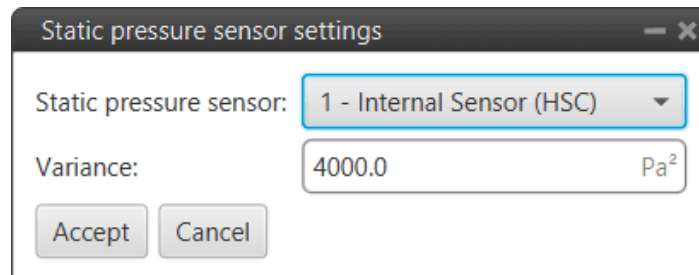 Static pressure sensor settings
Static pressure sensor: 1 - Internal Sensor (HSC)
Variance: 4000.0 Pa²
Accept Cancel